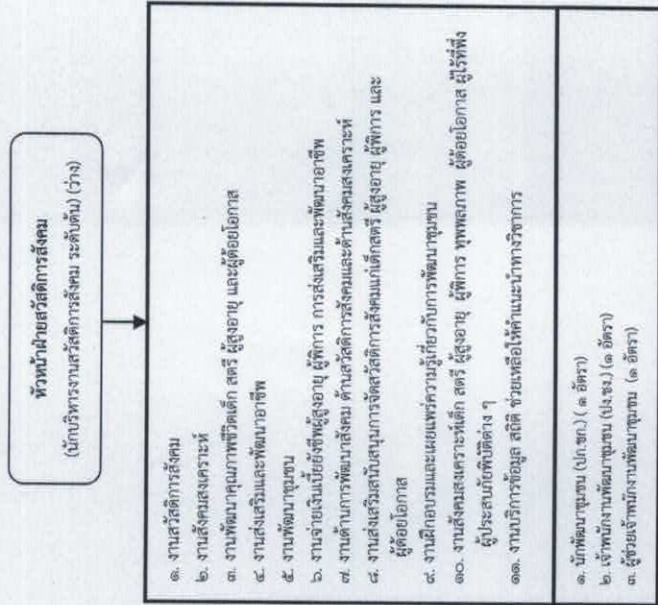 หัวหน้าฝ่ายสวัสดิการสังคม
(นักบริหารงานสวัสดิการสังคม ระดับต้น) (ว่าง)
๑. งานสวัสดิการสังคม
๒. งานสังคมสงเคราะห์
๓. งานพัฒนาคุณภาพชีวิตเด็ก สตรี ผู้สูงอายุ และผู้ด้อยโอกาส
๔. งานส่งเสริมและพัฒนาอาชีพ
๕. งานพัฒนาชุมชน
๖. งานจ่ายเงินเบี้ยยังชีพผู้สูงอายุ ผู้พิการ การส่งเสริมและพัฒนาอาชีพ
๗. งานด้านการพัฒนาสังคม ด้านสวัสดิการสังคมและด้านสังคมสงเคราะห์
๘. งานส่งเสริมสนับสนุนการจัดสวัสดิการสังคมแก่เด็กสตรี ผู้สูงอายุ ผู้พิการ และ
ผู้ด้อยโอกาส
๙. งานฝึกอบรมและเผยแพร่ความรู้เกี่ยวกับการพัฒนาชุมชน
๑๐. งานสังคมสงเคราะห์เด็ก สตรี ผู้สูงอายุ ผู้พิการ ทุพพลภาพ ผู้ด้อยโอกาส ผู้ไร้ที่พึ่ง
ผู้ประสบภัยพิบัติต่าง ๆ
๑๑. งานบริการข้อมูล สถิติ ช่วยเหลือให้คำแนะนำทางวิชาการ
๑. นักพัฒนาชุมชน (ปก./ชก.) ( ๑ อัตรา)
๒. เจ้าพนักงานพัฒนาชุมชน (ปง./ชง.) (๑ อัตรา)
๓. ผู้ช่วยเจ้าพนักงานพัฒนาชุมชน (๑ อัตรา)